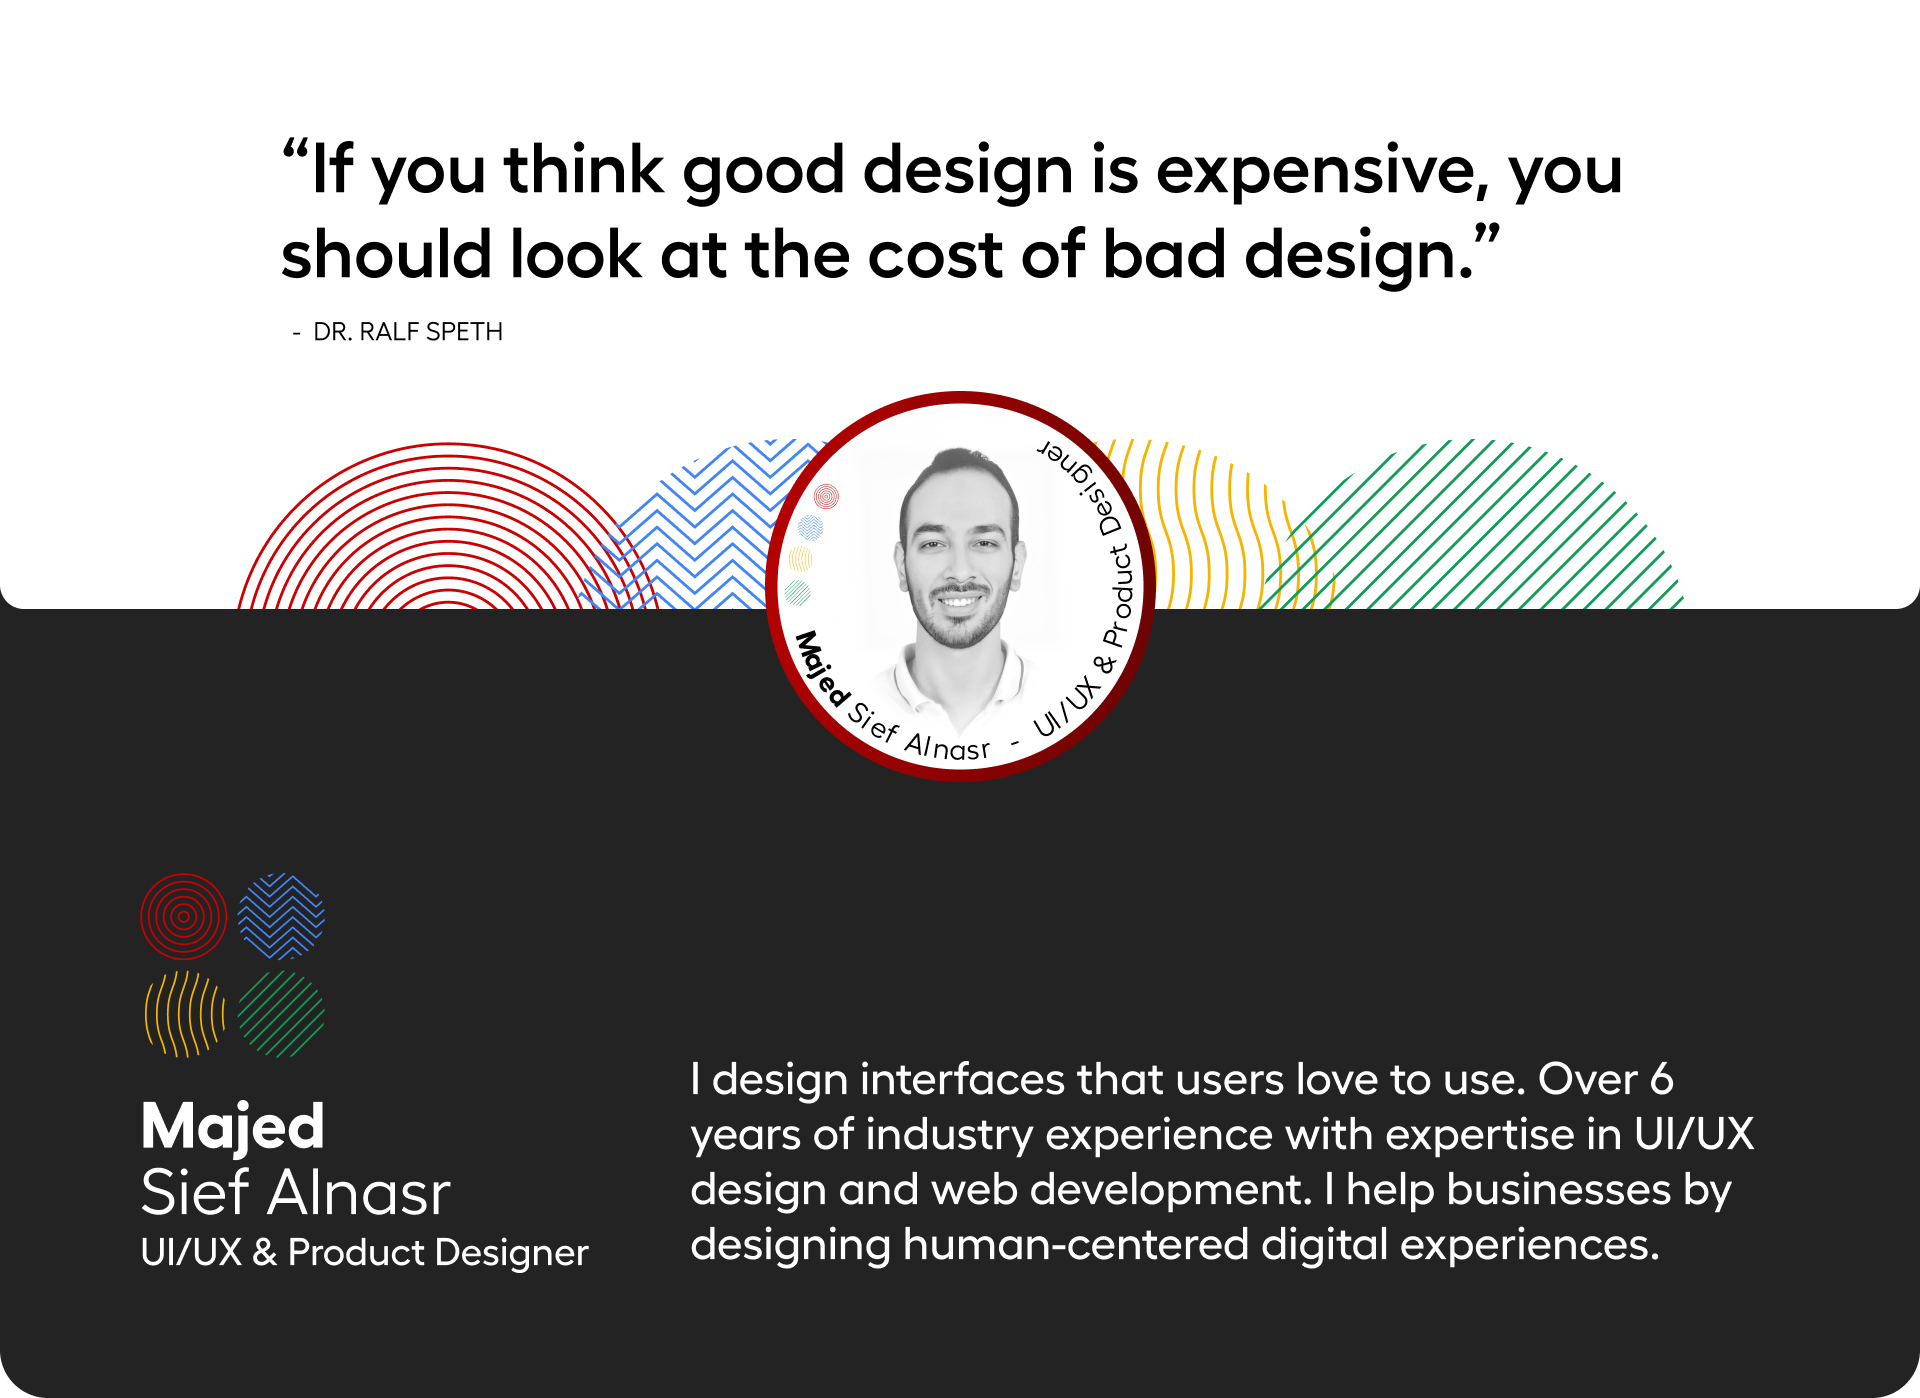 “If you think good design is expensive, you
should look at the cost of bad design.”
- DR. RALF SPETH
Majed Sief Alnasr - UI/UX & Product Designer
Majed
Sief Alnasr
UI/UX & Product Designer
I design interfaces that users love to use. Over 6
years of industry experience with expertise in UI/UX
design and web development. I help businesses by
designing human-centered digital experiences.